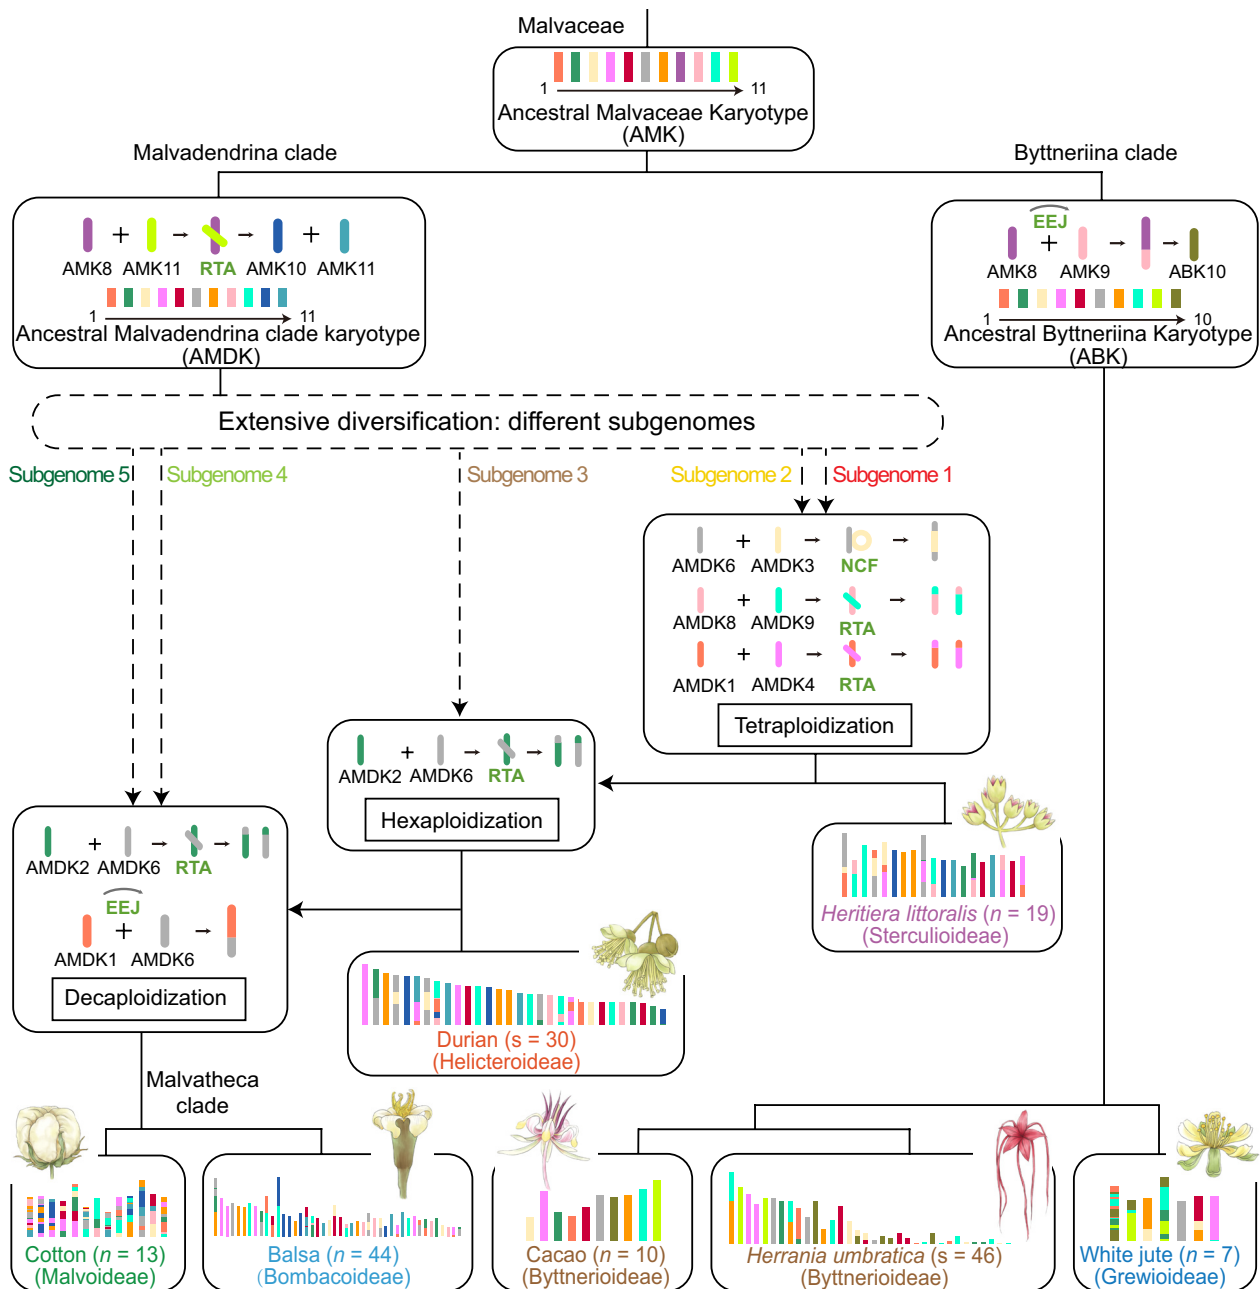 Malvaceae
1 11
Ancestral Malvaceae Karyotype
(AMK)
Malvadendrina clade
Byttneriina clade
AMK8 + AMK11 → RTA → AMK10 + AMK11
1 11
Ancestral Malvadendrina clade karyotype
(AMDK)
EEJ
AMK8 + AMK9 → → ABK10
1 10
Ancestral Byttneriina Karyotype
(ABK)
Extensive diversification: different subgenomes
Subgenome 5
Subgenome 4
Subgenome 3
Subgenome 2
Subgenome 1
AMDK6 + AMDK3 → NCF →
AMDK8 + AMDK9 → RTA →
AMDK1 + AMDK4 → RTA →
Tetraploidization
AMDK2 + AMDK6 → RTA →
Hexaploidization
AMDK2 + AMDK6 → RTA →
EEJ
AMDK1 + AMDK6 →
Decaploidization
Heritiera littoralis (n = 19)
(Sterculioideae)
Durian (s = 30)
(Helicteroideae)
Malvatheca
clade
Cotton (n = 13)
(Malvoideae)
Balsa (n = 44)
(Bombacoideae)
Cacao (n = 10)
(Byttnerioideae)
Herrania umbratica (s = 46)
(Byttnerioideae)
White jute (n = 7)
(Grewioideae)